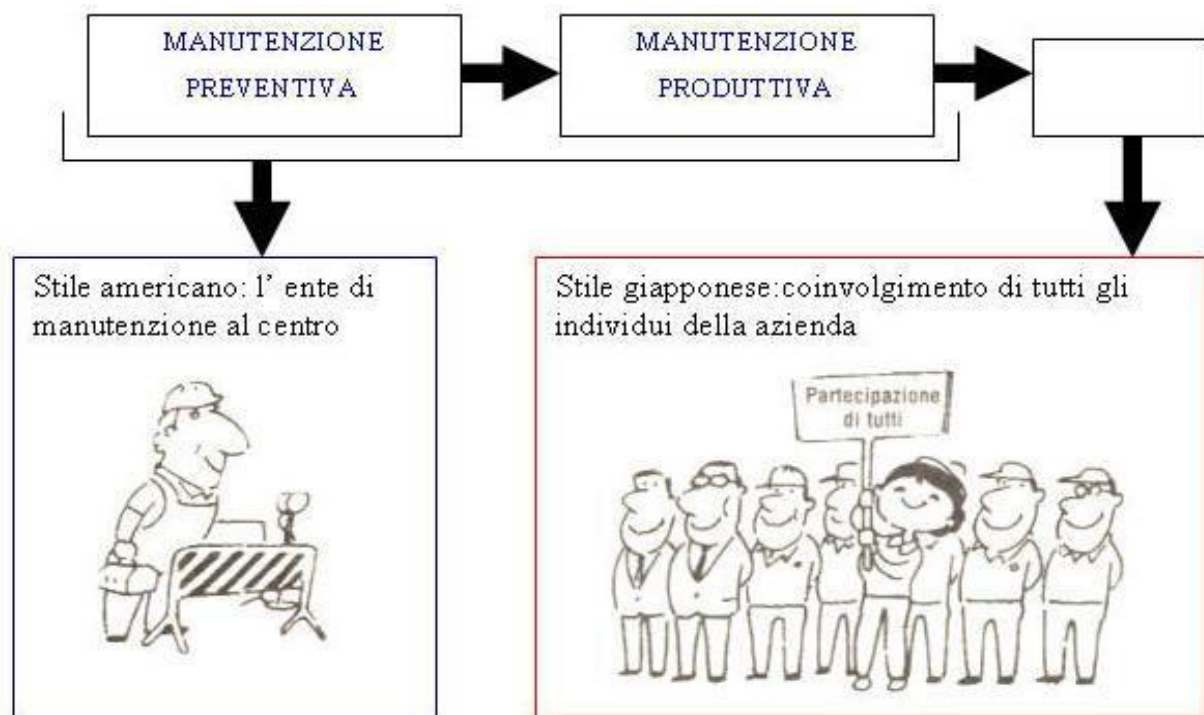 MANUTENZIONE
PREVENTIVA
MANUTENZIONE
PRODUTTIVA
Stile americano: l' ente di
manutenzione al centro
Stile giapponese:coinvolgimento di tutti gli
individui della azienda
Partecipazione
di tutti